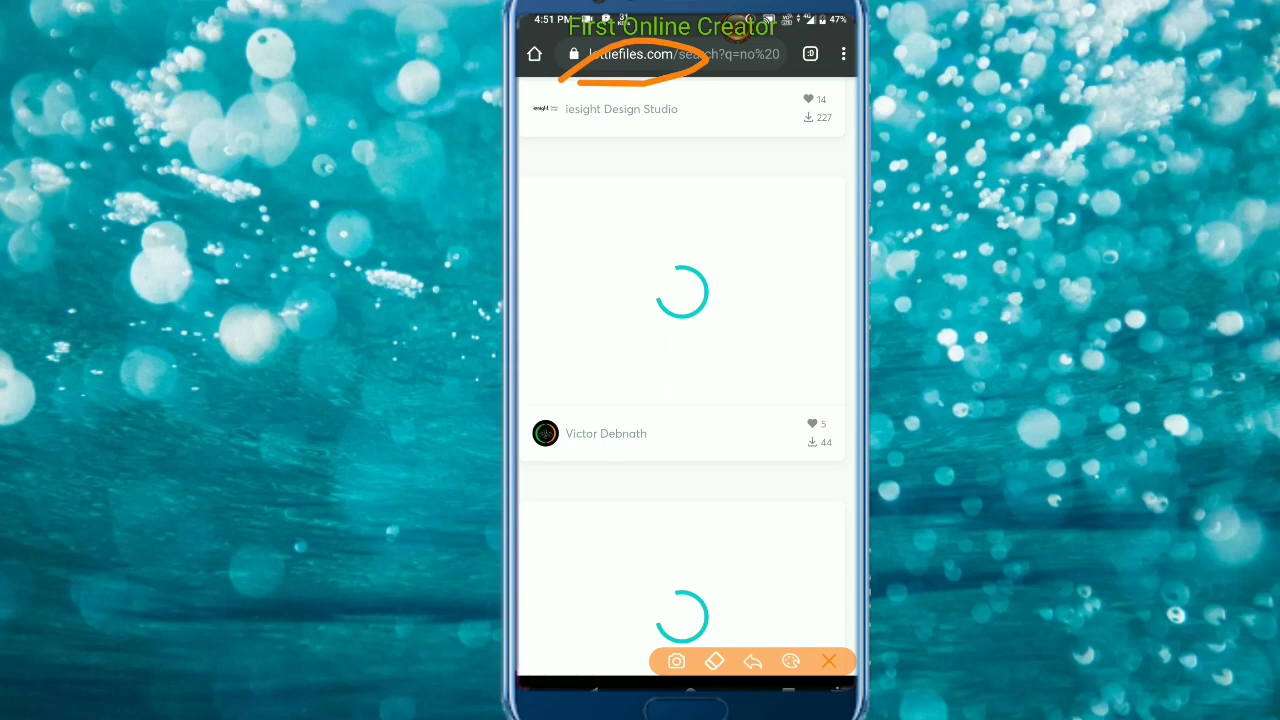 First Online Creator
4:51 PM 47%
lottiefiles.com/search?q=no%20
iesight Design Studio
14
227
Victor Debnath
5
44